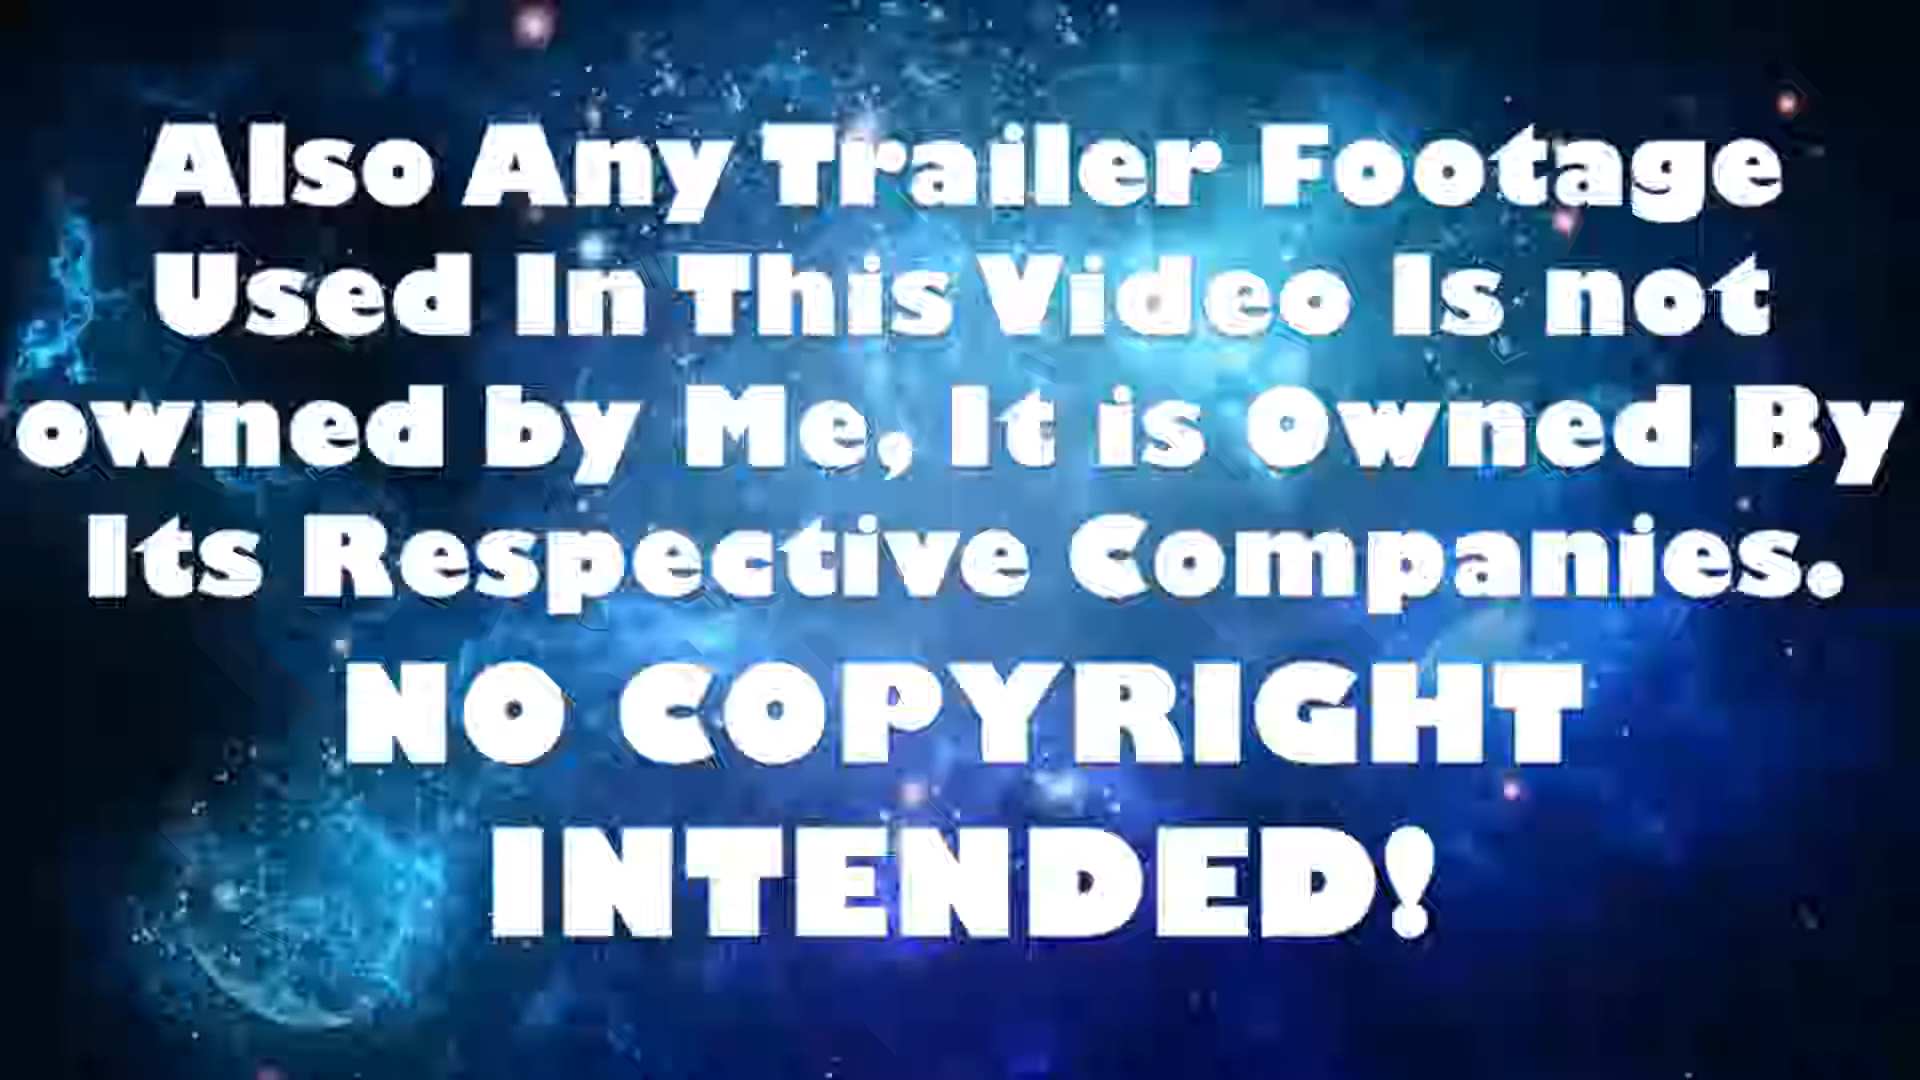 Also Any Trailer Footage
Used In This Video Is not
owned by Me, It is Owned By
Its Respective Companies.
NO COPYRIGHT
INTENDED!